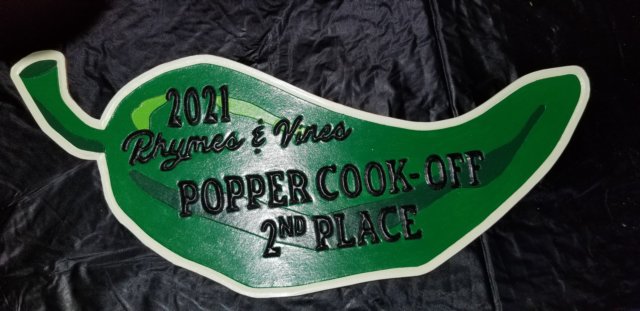 2021
Rhymes & Vines
POPPER COOK-OFF
2ND PLACE